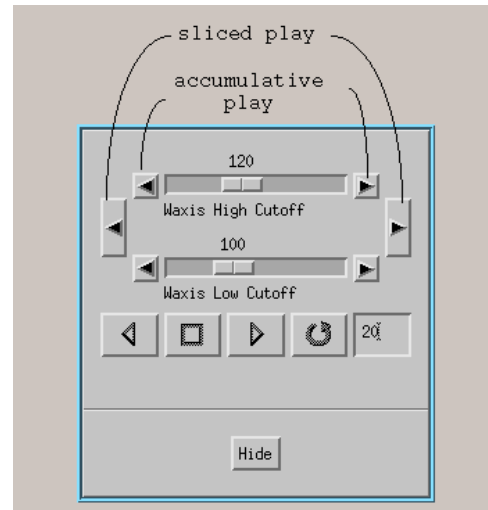 sliced play
accumulative
play
120
Waxis High Cutoff
100
Waxis Low Cutoff
20
Hide